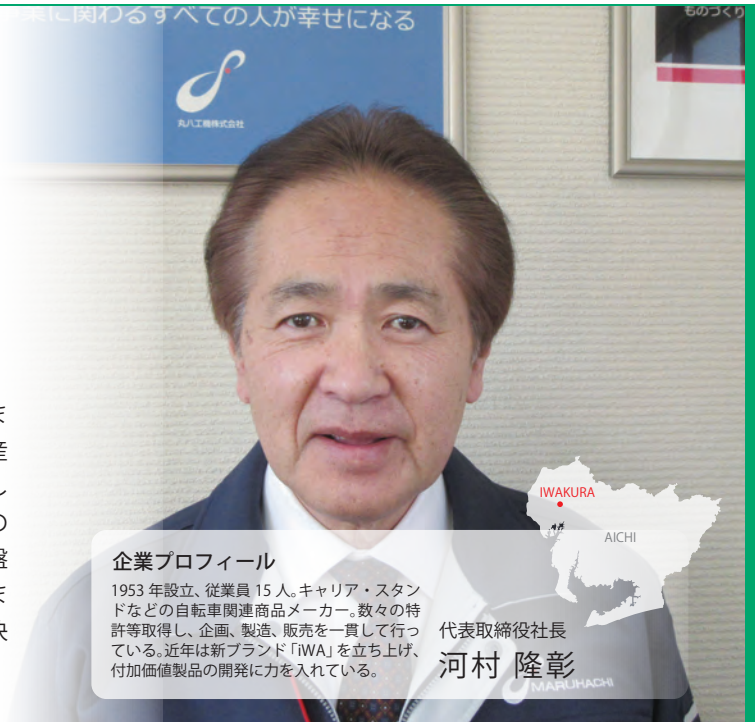 に関わるすべての人が幸せになる
丸八工機株式会社
ものづくり
産
し
の
盤
IWAKURA
AICHI
企業プロフィール
1953 年設立、従業員 15 人。キャリア・スタン
ドなどの自転車関連商品メーカー。数々の特
許等取得し、企画、製造、販売を一貫して行っ
ている。近年は新ブランド「iWA」を立ち上げ、
付加価値製品の開発に力を入れている。
代表取締役社長
河村 隆彰
MARUHACHI